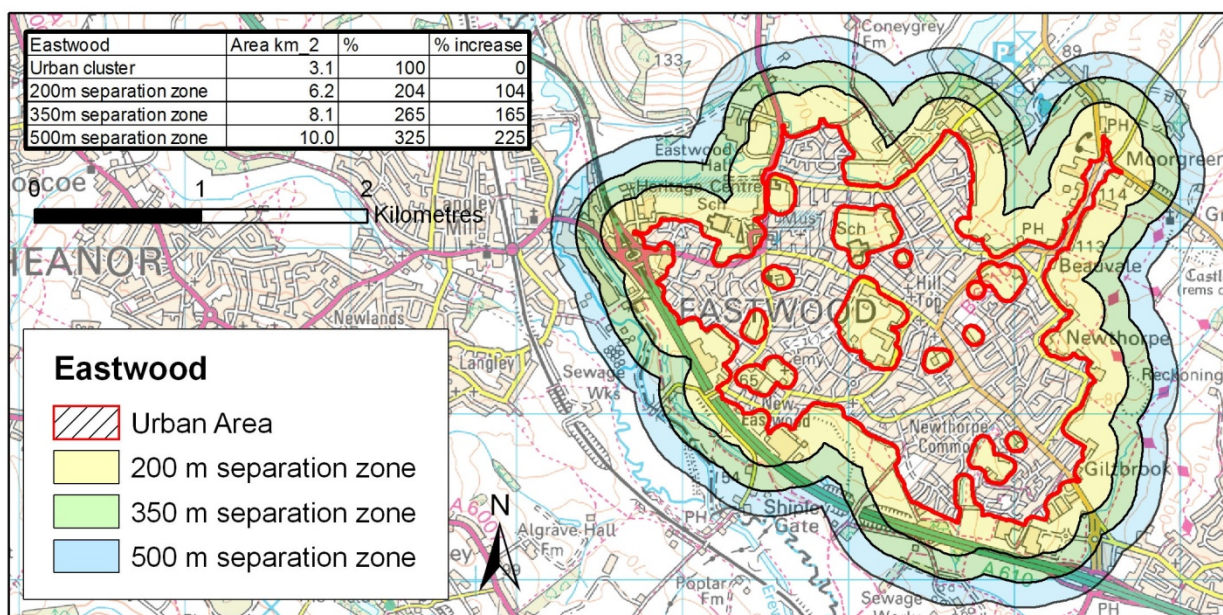 Eastwood Area km_2 % % increase
Urban cluster 3.1 100 0
200m separation zone 6.2 204 104
350m separation zone 8.1 265 165
500m separation zone 10.0 325 225
0 1 2
Kilometres
Coneygrey
Fm
133
89
PH
Moorgreen
Eastwood
Hall
Heritage Centre
Sch
Mus
Sch
114
PH
113
Beauvale
Langley
Mill
HEANOR
EASTWOOD
Hill
Top
Newlands
Langley
Newthorpe
Cemy
65
New
Eastwood
Sewage
Wks
Newthorpe
Common
Giltbrook
54
Shipley
Gate
PH
Algrave Hall
Fm
Poplar
Fm
A 610
Sewage
Works
PH
N
Eastwood
Urban Area
200 m separation zone
350 m separation zone
500 m separation zone